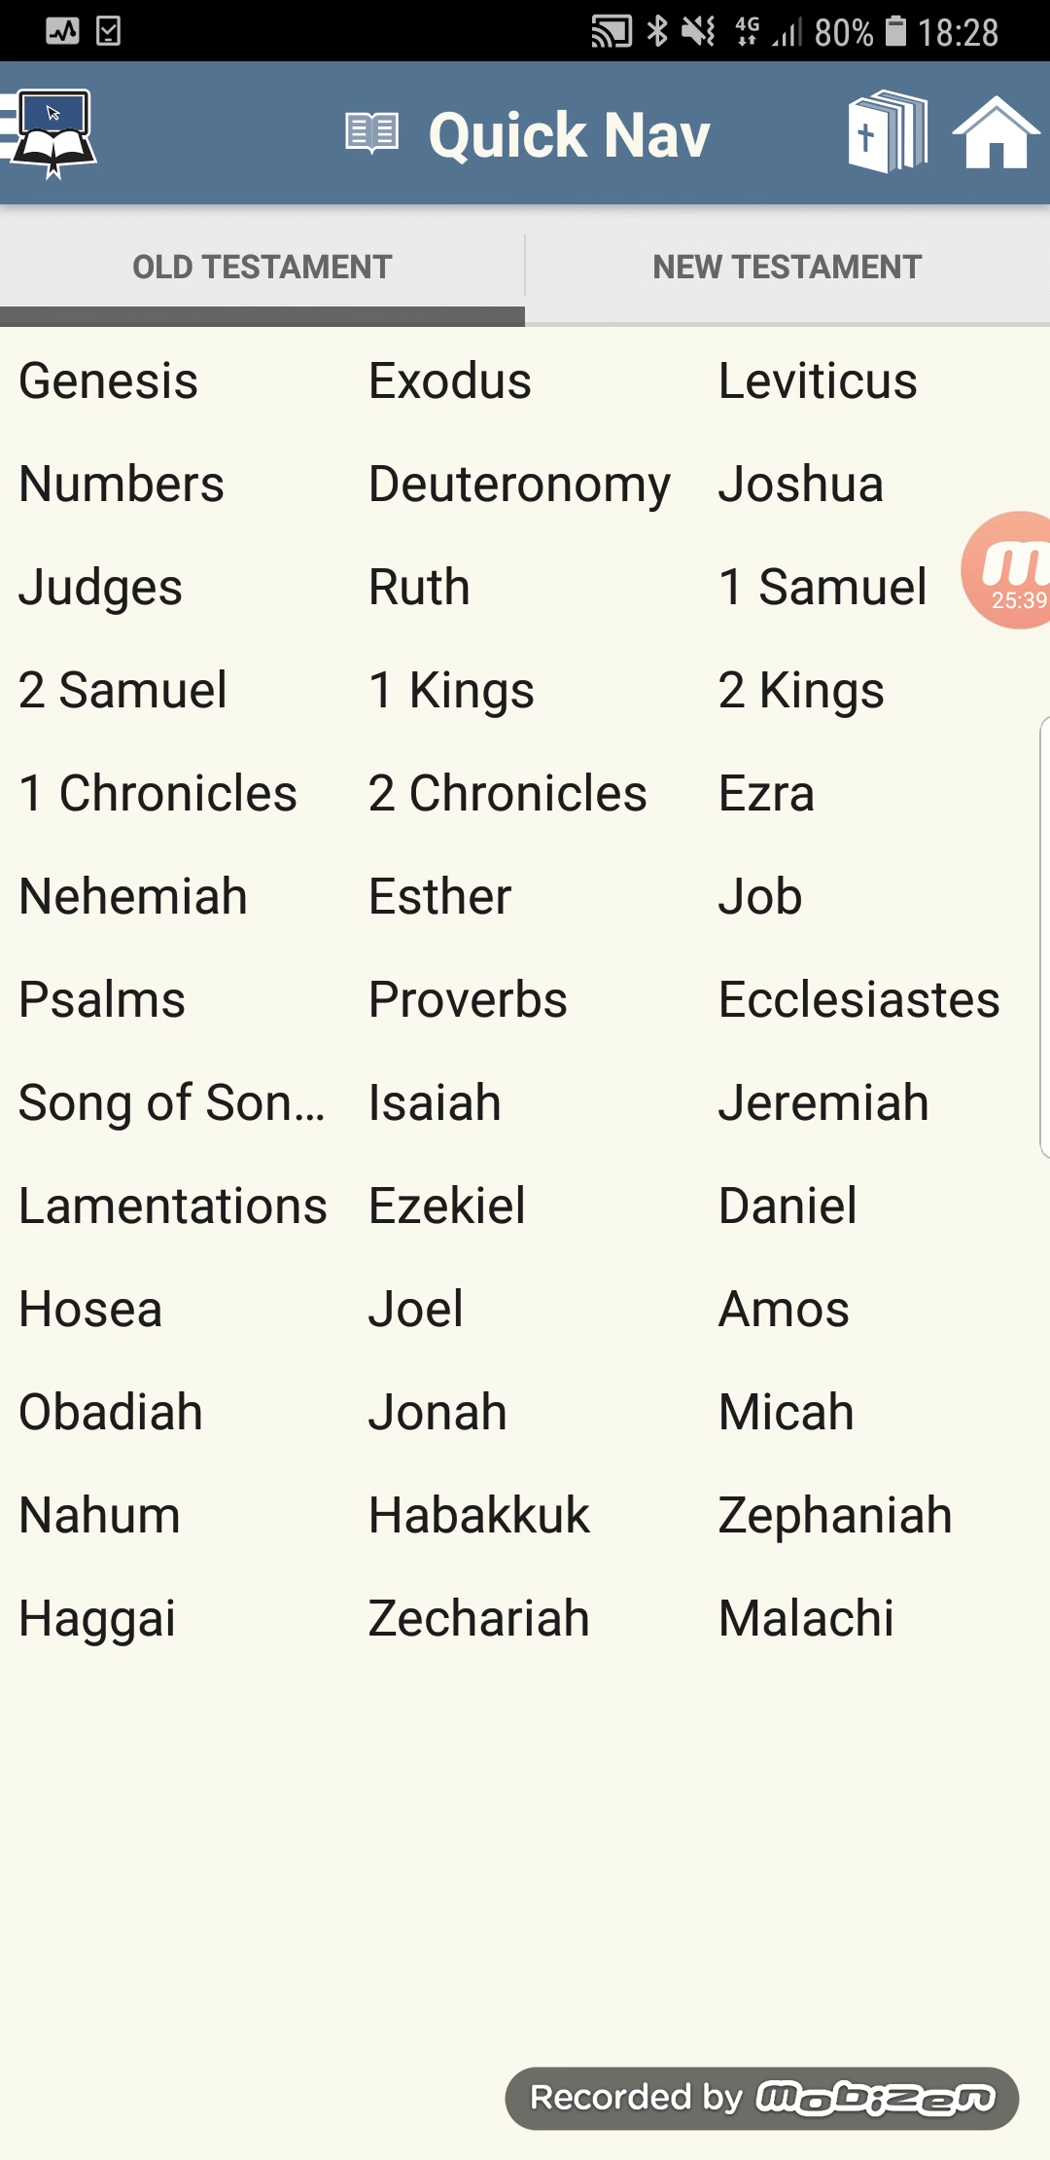 4G 80% 18:28
Quick Nav
OLD TESTAMENT NEW TESTAMENT
Genesis Exodus Leviticus
Numbers Deuteronomy Joshua
Judges Ruth 1 Samuel
25:39
2 Samuel 1 Kings 2 Kings
1 Chronicles 2 Chronicles Ezra
Nehemiah Esther Job
Psalms Proverbs Ecclesiastes
Song of Son... Isaiah Jeremiah
Lamentations Ezekiel Daniel
Hosea Joel Amos
Obadiah Jonah Micah
Nahum Habakkuk Zephaniah
Haggai Zechariah Malachi
Recorded by mobizen